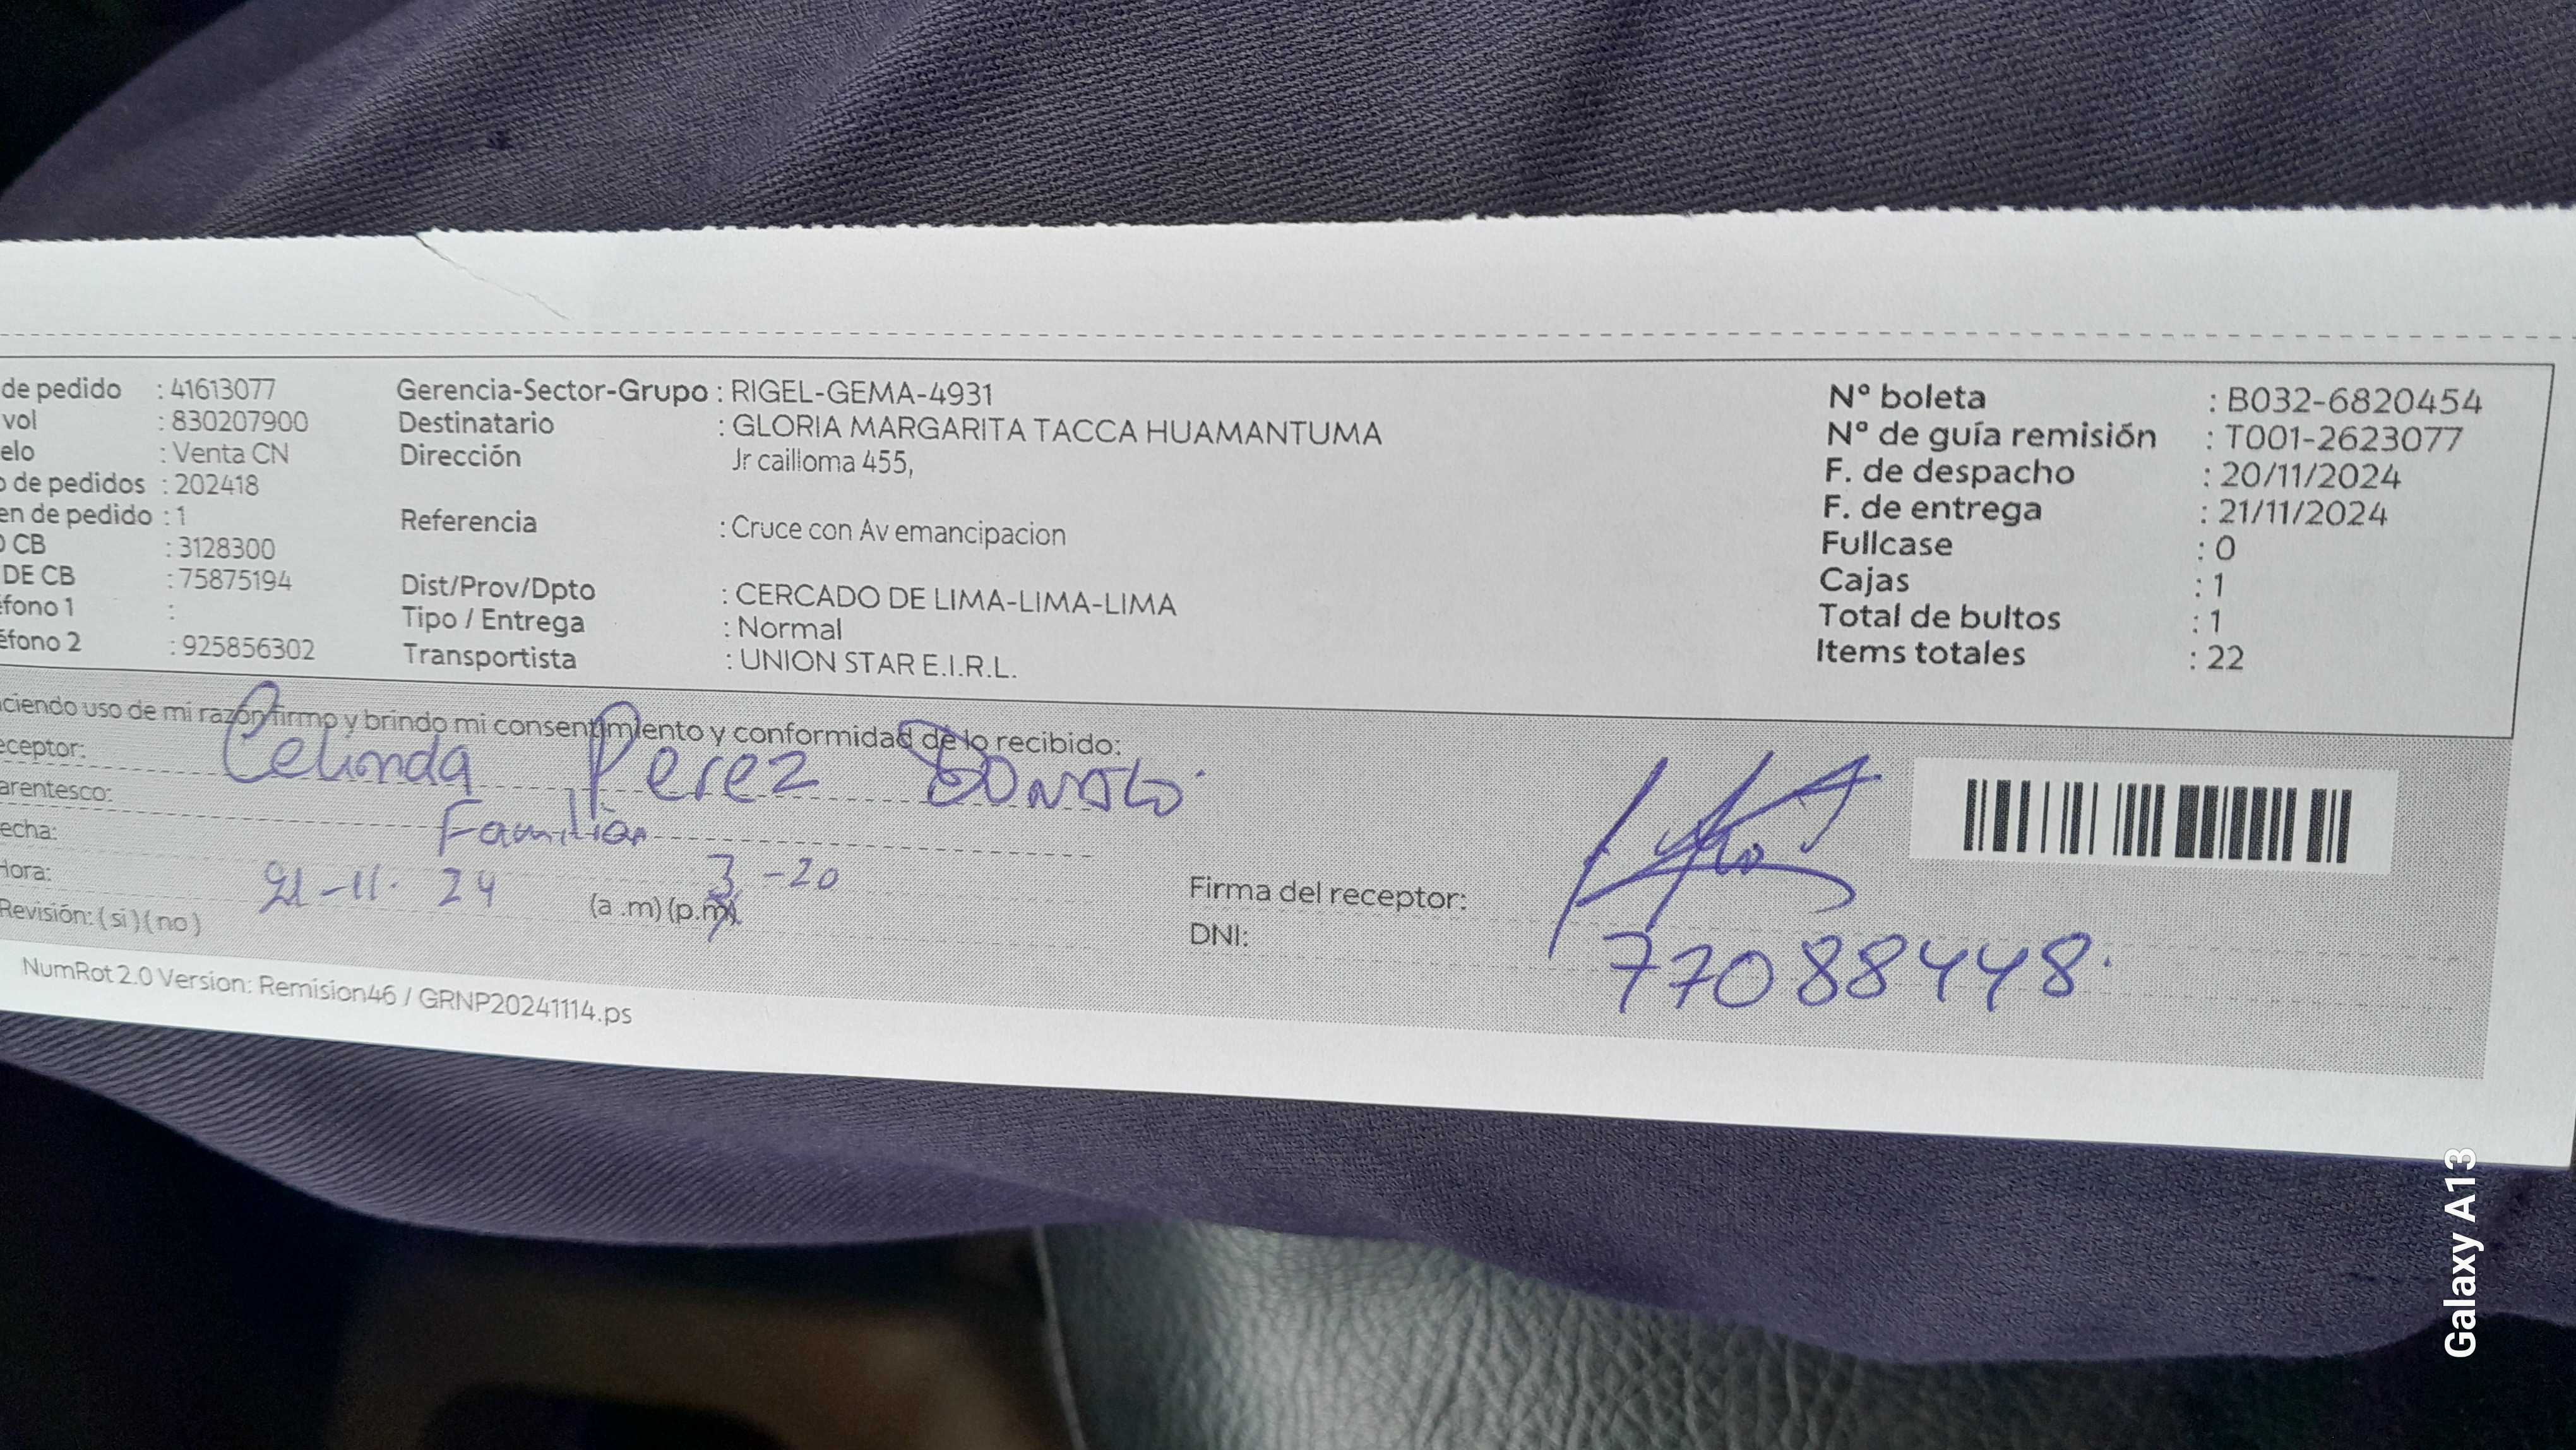 de pedido : 41613077
vol : 830207900
elo : Venta CN
o de pedidos : 202418
en de pedido : 1
O CB : 3128300
DE CB : 75875194
éfono 1 :
éfono 2 : 925856302
Gerencia-Sector-Grupo : RIGEL-GEMA-4931
Destinatario : GLORIA MARGARITA TACCA HUAMANTUMA
Dirección Jr cailloma 455,
Referencia : Cruce con Av emancipacion
Dist/Prov/Dpto : CERCADO DE LIMA-LIMA-LIMA
Tipo / Entrega : Normal
Transportista : UNION STAR E.I.R.L.
Nº boleta : B032-6820454
Nº de guía remisión : T001-2623077
F. de despacho : 20/11/2024
F. de entrega : 21/11/2024
Fullcase : 0
Cajas : 1
Total de bultos : 1
Items totales : 22
ciendo uso de mi razón firmo y brindo mi consentimiento y conformidad de lo recibido:
eceptor: Celinda Perez
arentesco: Familiar
echa: 21-11. 24
Hora: 3-20 (a .m) (p.m).
Revisión: ( si ) ( no )
Firma del receptor:
DNI: 77088448.
NumRot 2.0 Version: Remision46 / GRNP20241114.ps
Galaxy A13